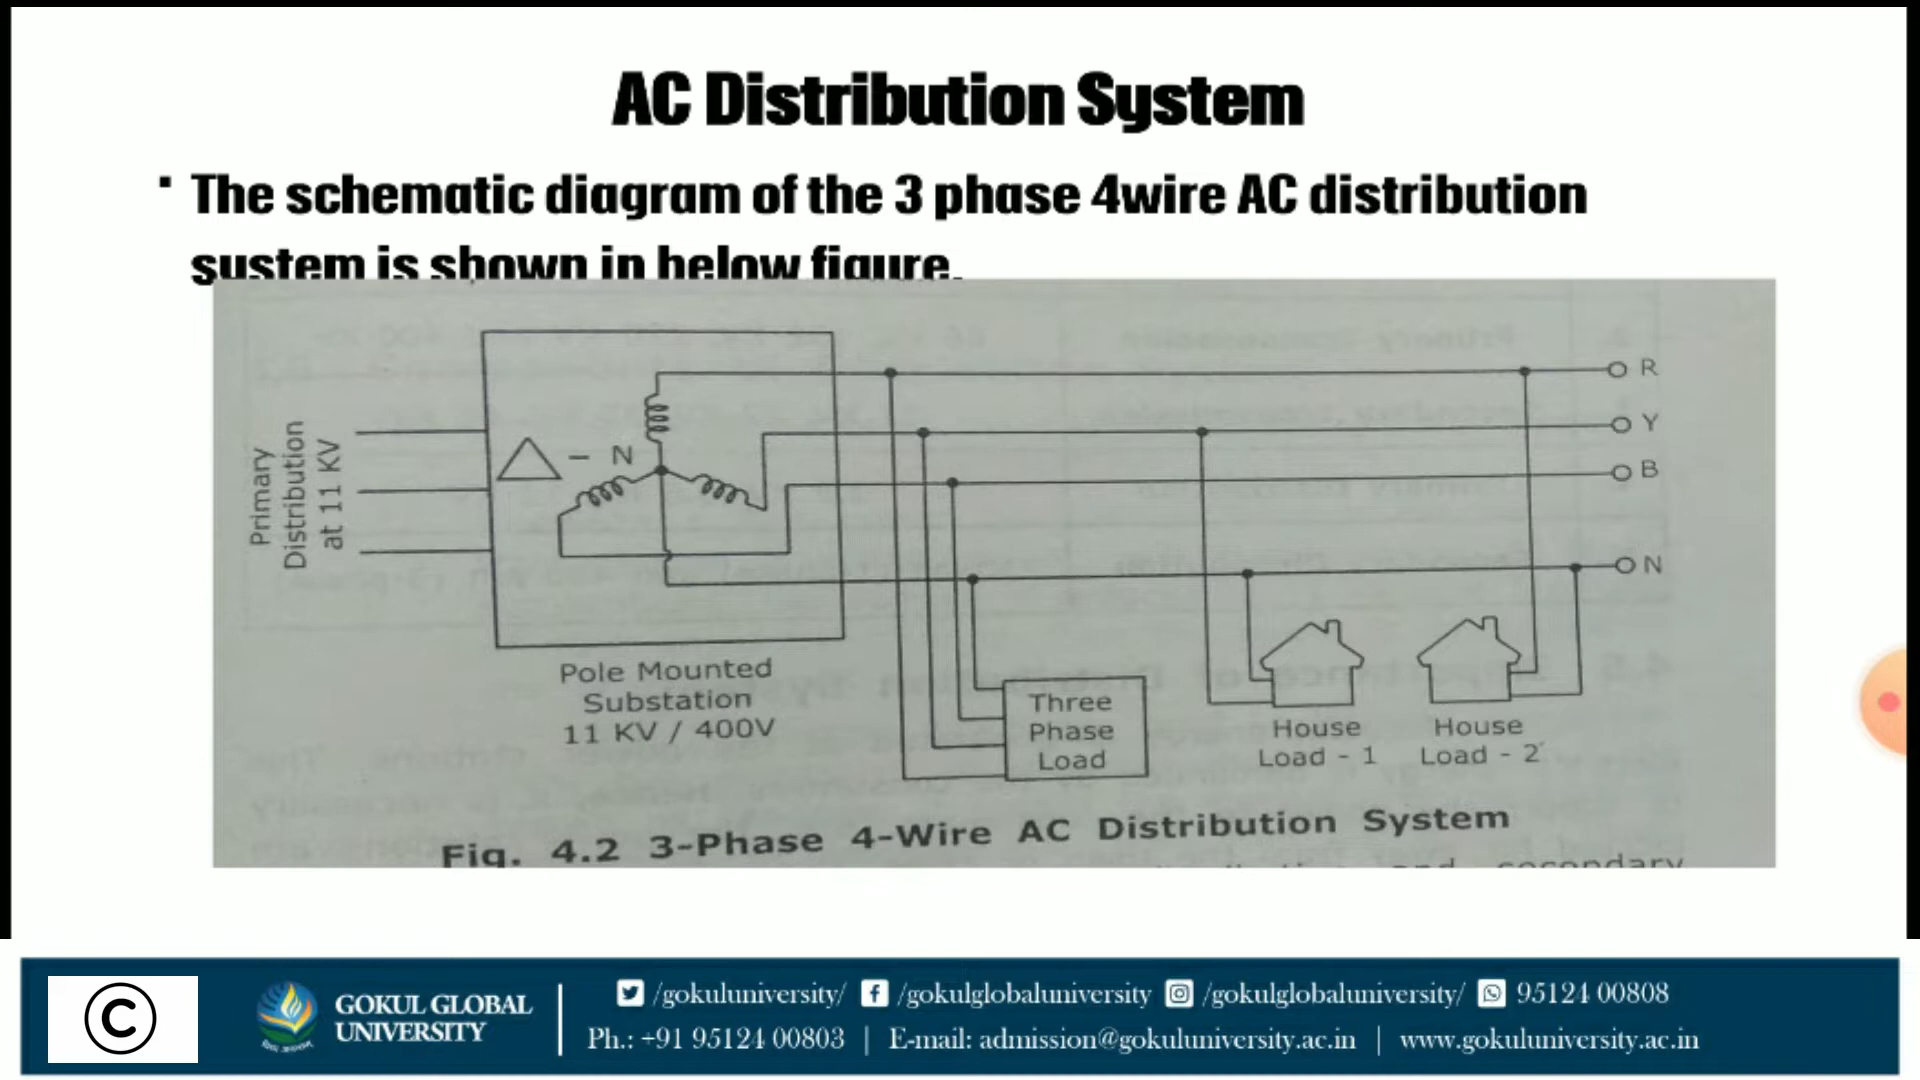 AC Distribution System
The schematic diagram of the 3 phase 4wire AC distribution
system is shown in below figure.
Primary
Distribution
at 11 KV
△ – N
R
Y
B
N
Pole Mounted
Substation
11 KV / 400V
Three
Phase
Load
House
Load - 1
House
Load - 2
Fig. 4.2 3-Phase 4-Wire AC Distribution System
and secondary
©
GOKUL GLOBAL
UNIVERSITY
/gokuluniversity/ /gokulglobaluniversity /gokulglobaluniversity/ 95124 00808
Ph.: +91 95124 00803 | E-mail: admission@gokuluniversity.ac.in | www.gokuluniversity.ac.in